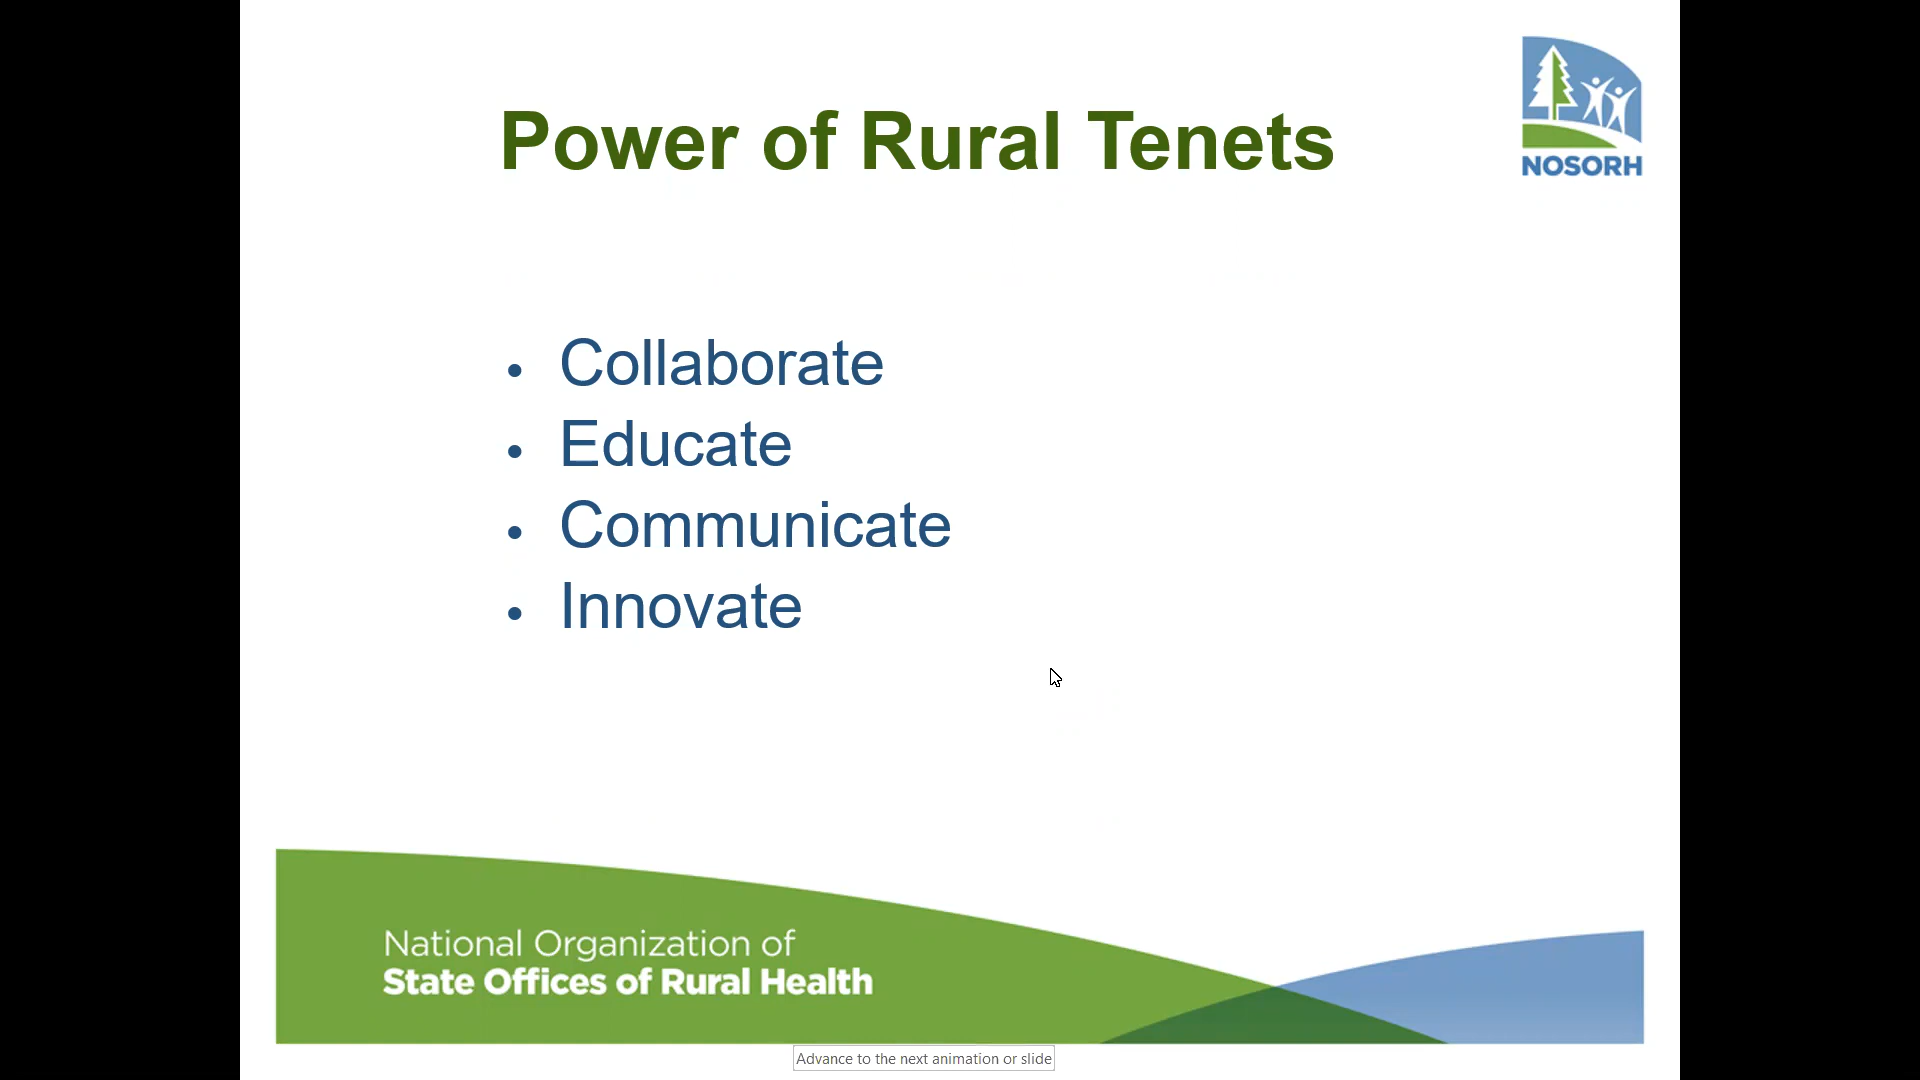 Power of Rural Tenets
NOSORH
• Collaborate
• Educate
• Communicate
• Innovate
National Organization of
State Offices of Rural Health
Advance to the next animation or slide